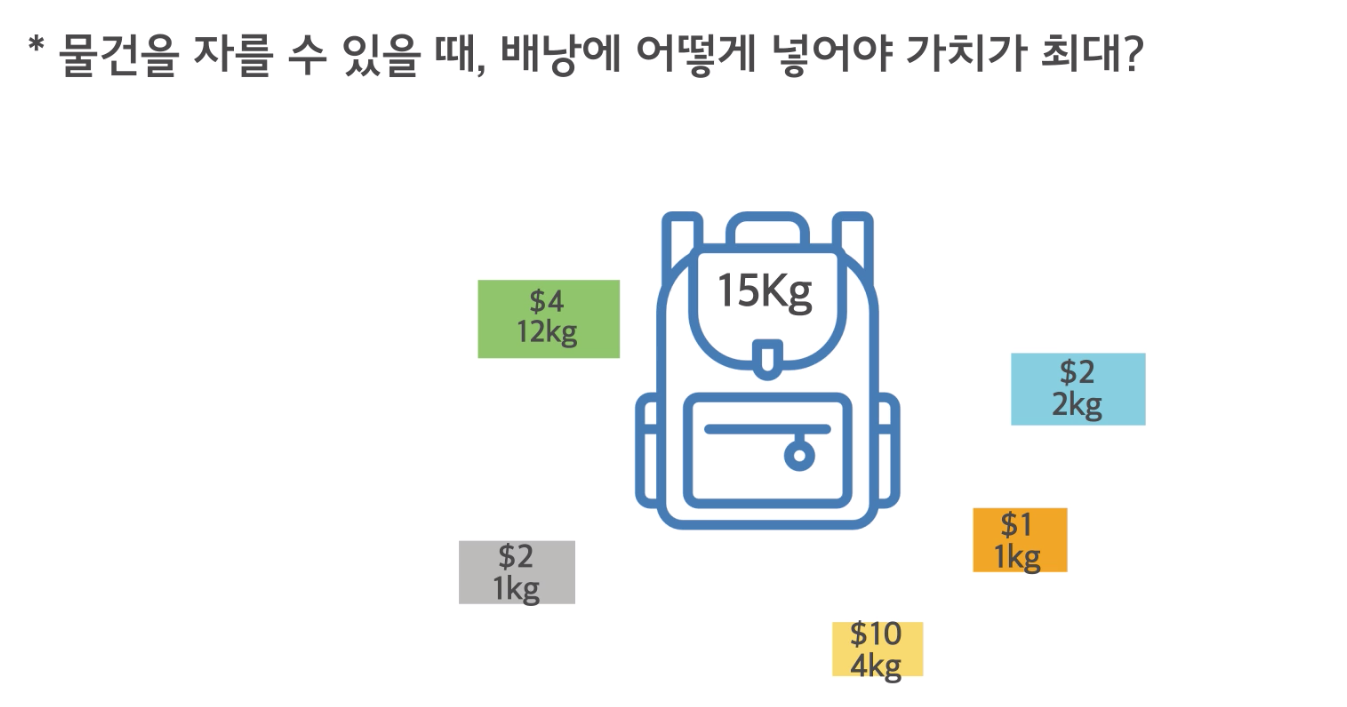 * 물건을 자를 수 있을 때, 배낭에 어떻게 넣어야 가치가 최대?
15Kg
$4
12kg
$2
2kg
$1
1kg
$2
1kg
$10
4kg